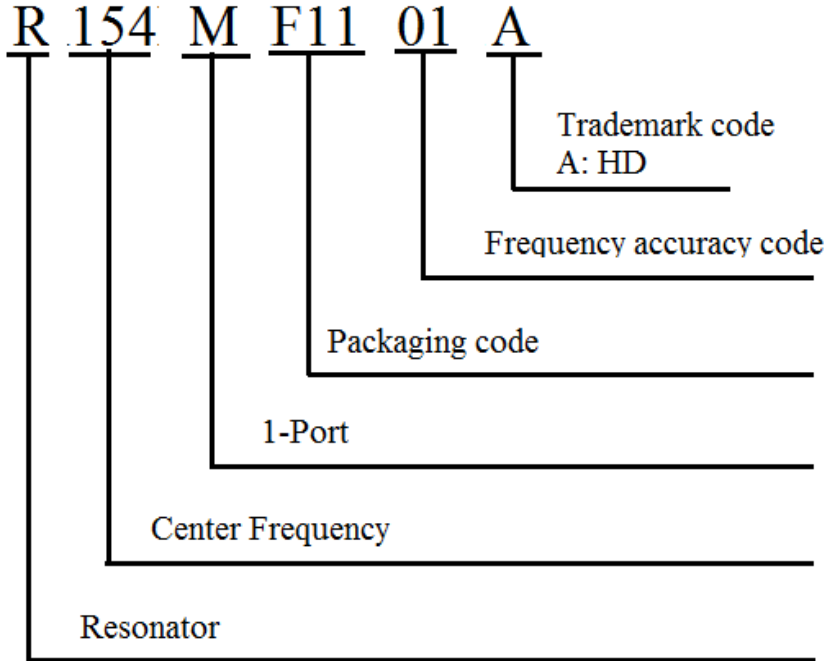 R 154 M F11 01 A
Trademark code
A: HD
Frequency accuracy code
Packaging code
1-Port
Center Frequency
Resonator